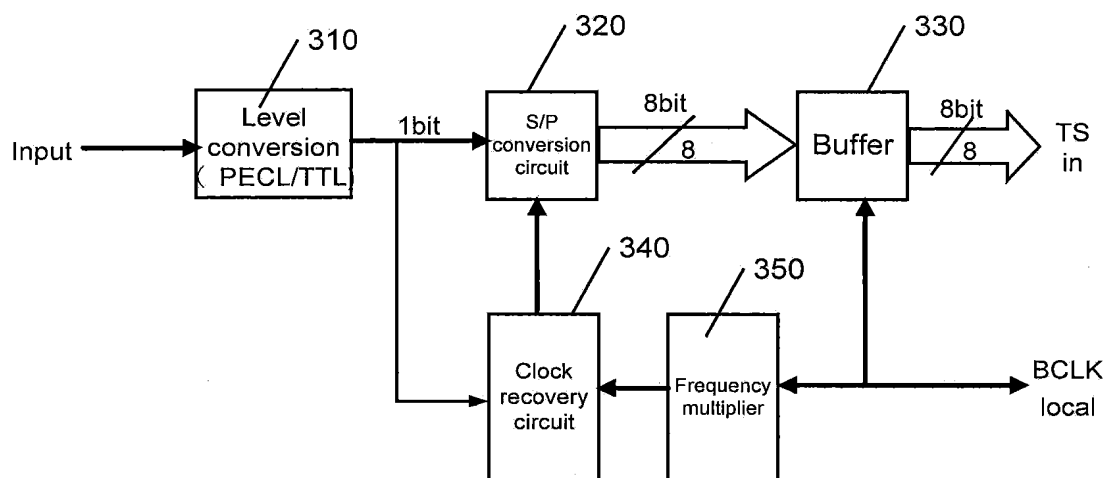 310
320
330
Input
Level
conversion
( PECL/TTL)
1bit
S/P
conversion
circuit
8bit
8
Buffer
8bit
8
TS
in
340
350
Clock
recovery
circuit
Frequency
multiplier
BCLK
local